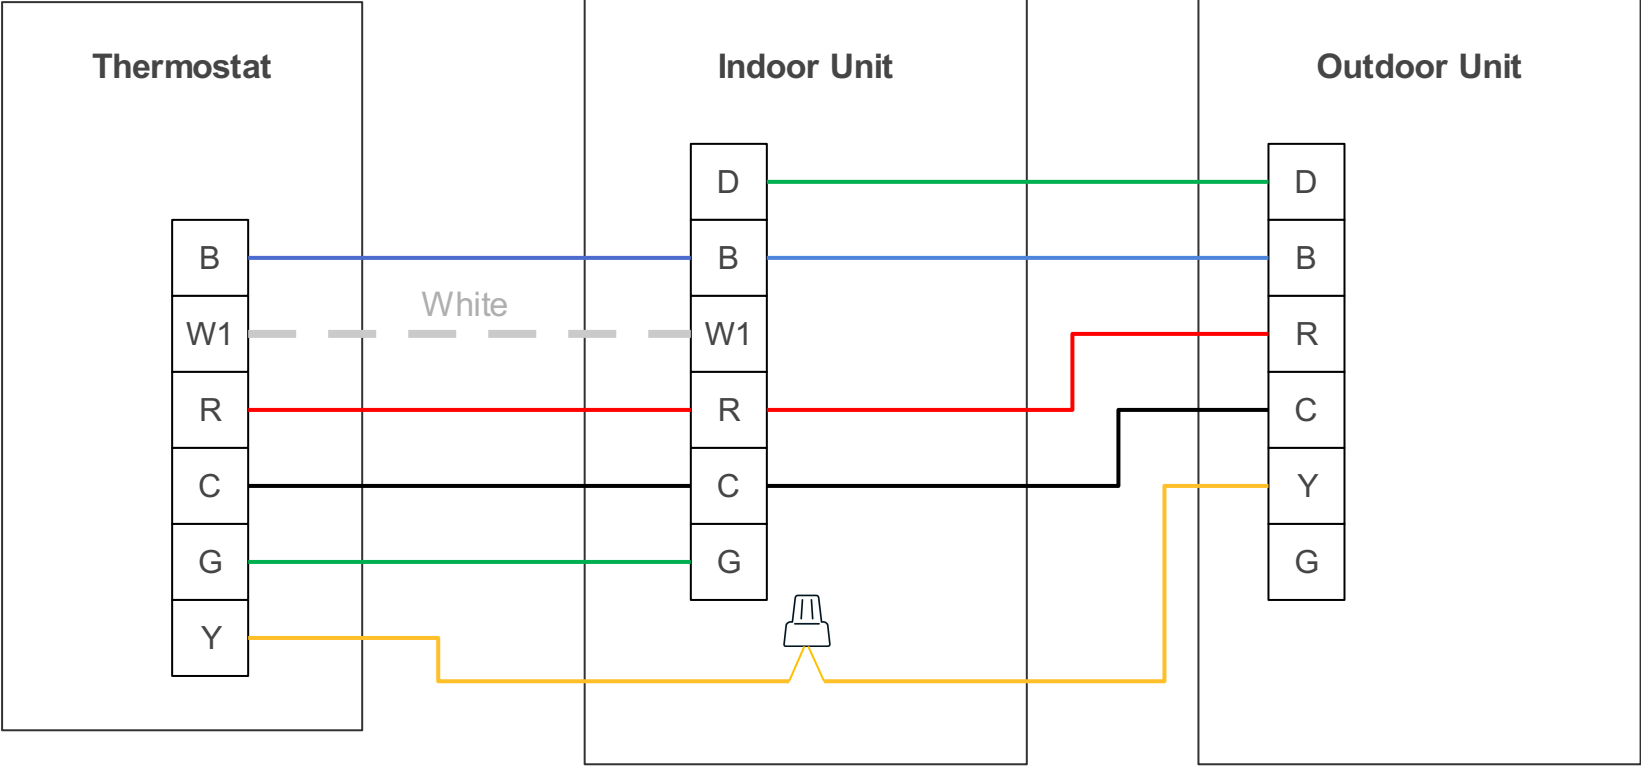 Thermostat
Indoor Unit
Outdoor Unit
B
W1
R
C
G
Y
White
D
B
W1
R
C
G
D
B
R
C
Y
G